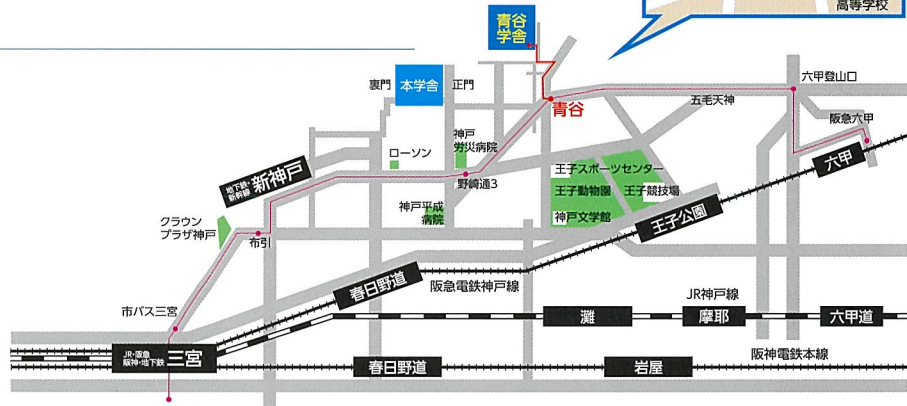 高等学校
青谷
学舎
裏門
本学舎
正門
六甲登山口
青谷
五毛天神
阪急六甲
神戸
労災病院
ローソン
六甲
地下鉄・
新幹線
新神戸
野崎通3
王子スポーツセンター
王子動物園
王子競技場
神戸平成
病院
神戸文学館
王子公園
クラウン
プラザ神戸
布引
春日野道
阪急電鉄神戸線
JR神戸線
市バス三宮
灘
摩耶
六甲道
JR・阪急
阪神・地下鉄
三宮
春日野道
岩屋
阪神電鉄本線